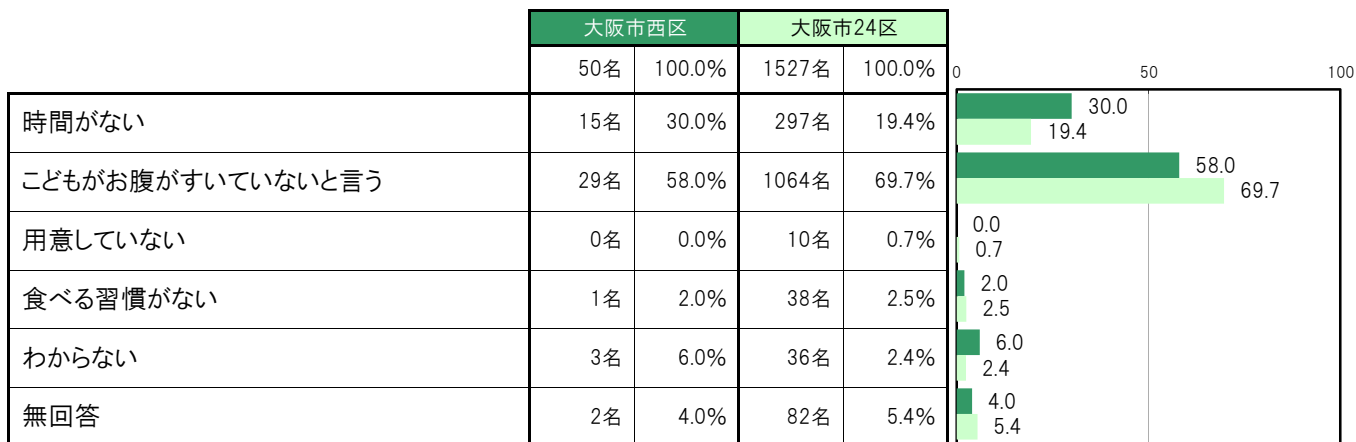 大阪市西区 大阪市24区
50名 100.0% 1527名 100.0% 0 50 100
時間がない 15名 30.0% 297名 19.4% 30.0
19.4
こどもがお腹がすいていないと言う 29名 58.0% 1064名 69.7% 58.0
69.7
用意していない 0名 0.0% 10名 0.7% 0.0
0.7
食べる習慣がない 1名 2.0% 38名 2.5% 2.0
2.5
わからない 3名 6.0% 36名 2.4% 6.0
2.4
無回答 2名 4.0% 82名 5.4% 4.0
5.4